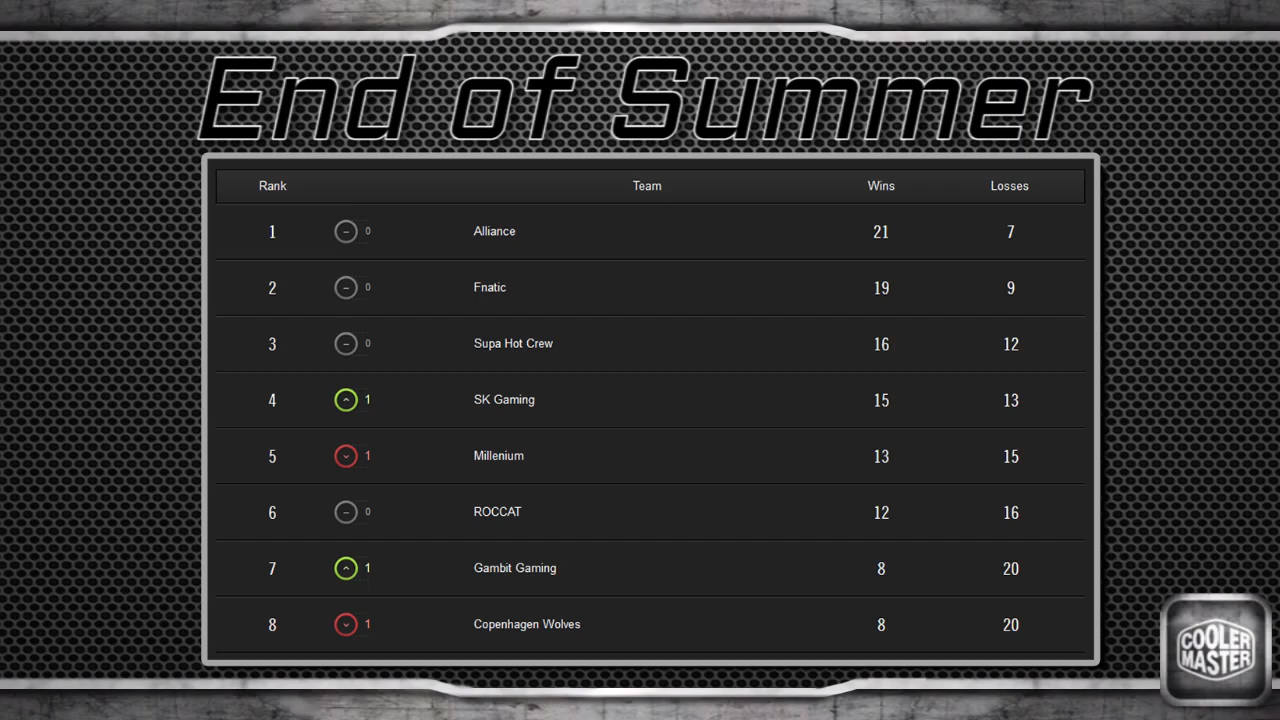 End of Summer
Rank Team Wins Losses
1 0 Alliance 21 7
2 0 Fnatic 19 9
3 0 Supa Hot Crew 16 12
4 1 SK Gaming 15 13
5 1 Millenium 13 15
6 0 ROCCAT 12 16
7 1 Gambit Gaming 8 20
8 1 Copenhagen Wolves 8 20
COOLER
MASTER